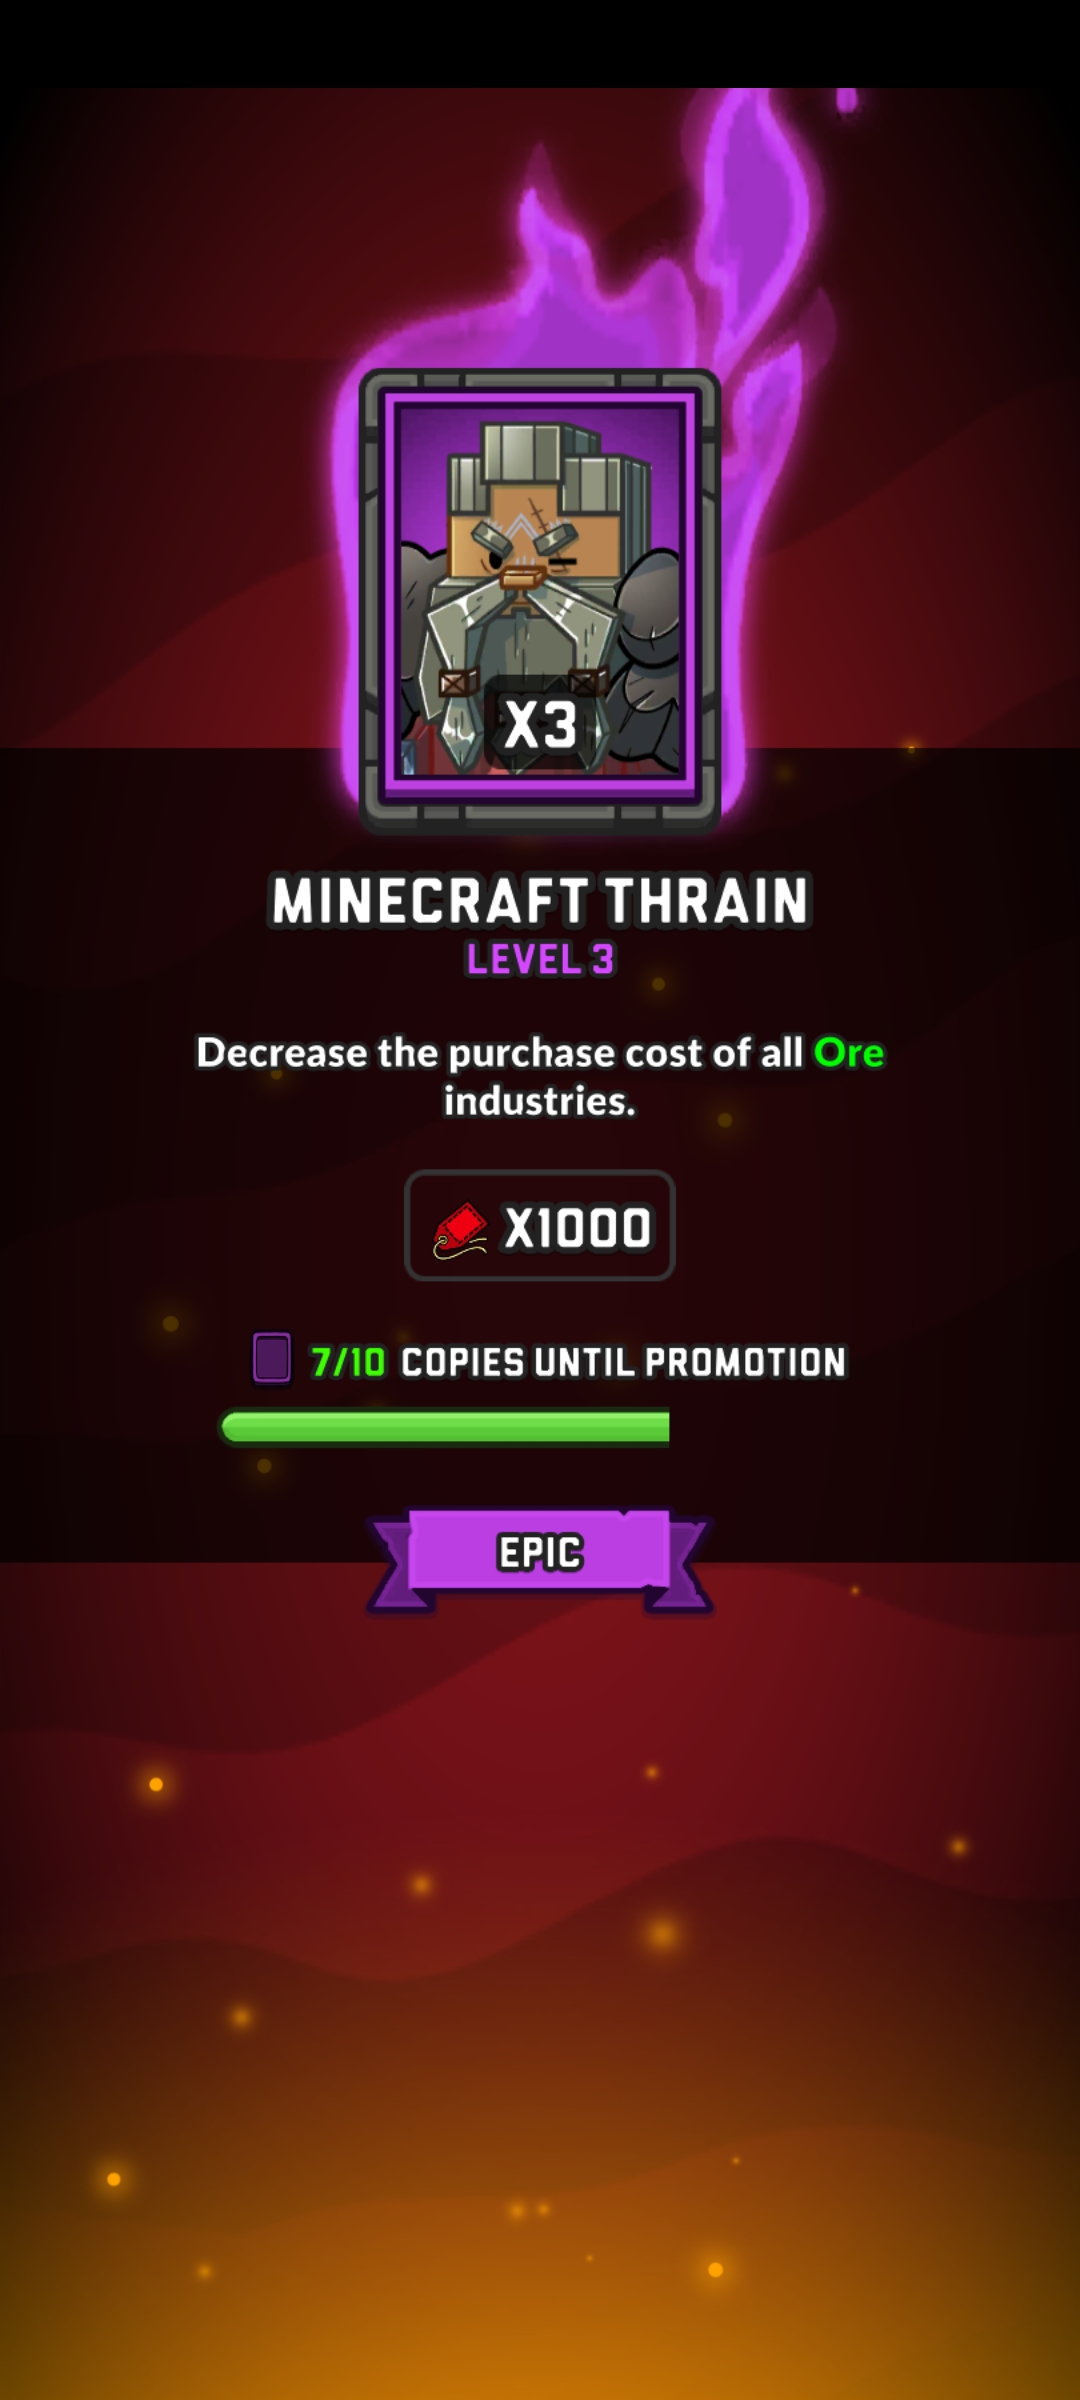 X3
MINECRAFT THRAIN
LEVEL 3
Decrease the purchase cost of all Ore
industries.
X1000
7/10 COPIES UNTIL PROMOTION
EPIC